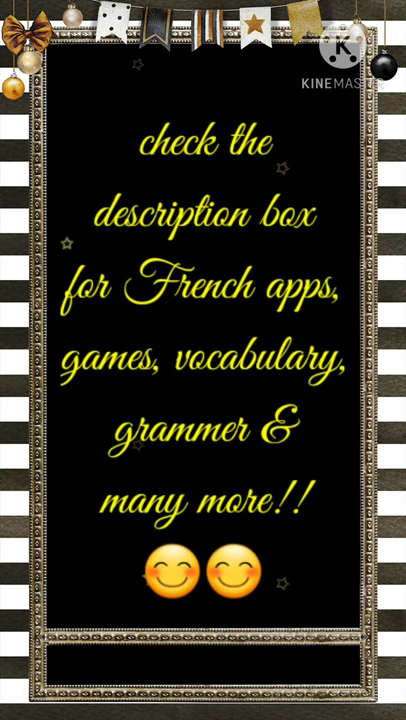 K
KINEMASTER
check the
description box
for French apps,
games, vocabulary,
grammer &
many more!!